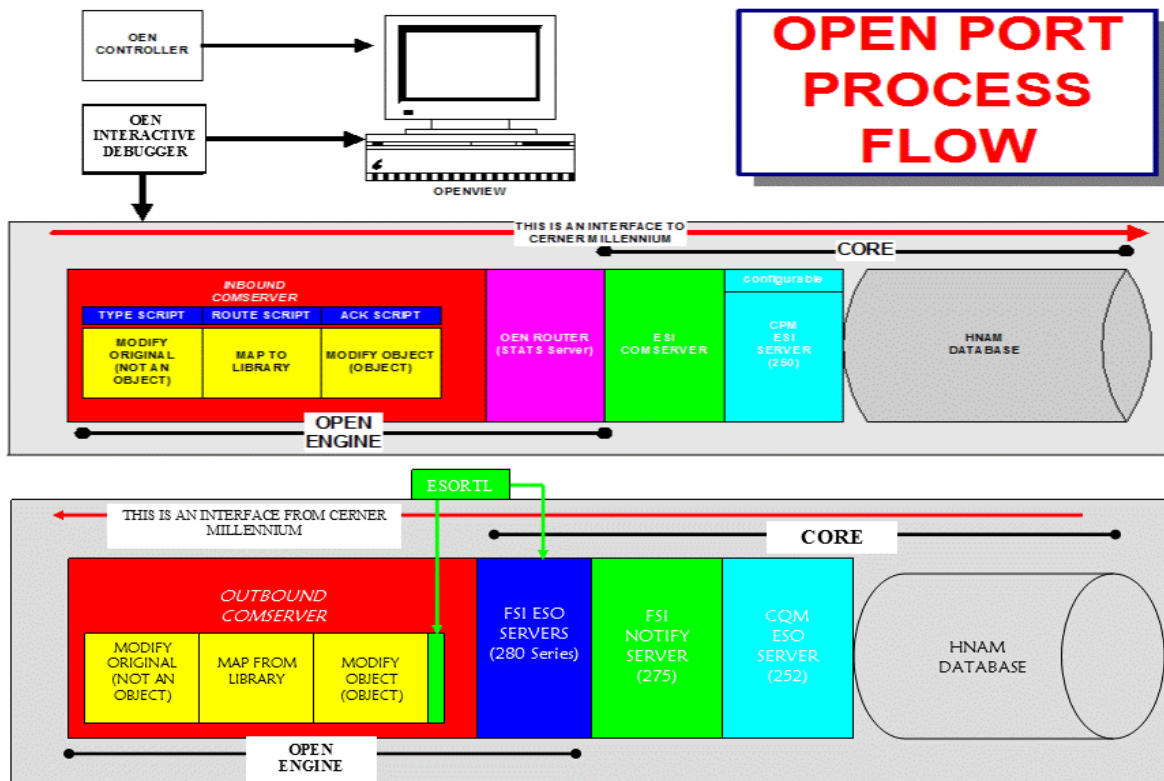 OEN
CONTROLLER
OPEN PORT
PROCESS
FLOW
OEN
INTERACTIVE
DEBUGGER
OPENVIEW
THIS IS AN INTERFACE TO
CERNER MILLENNIUM
CORE
INBOUND
COMSERVER
TYPE SCRIPT
ROUTE SCRIPT
ACK SCRIPT
MODIFY
ORIGINAL
(NOT AN
OBJECT)
MAP TO
LIBRARY
MODIFY OBJECT
(OBJECT)
OEN ROUTER
(STATS Server)
ESI
COMSERVER
configurable
CPM
ESI
SERVER
(250)
HNAM
DATABASE
OPEN
ENGINE
ESORTL
THIS IS AN INTERFACE FROM CERNER
MILLENNIUM
CORE
OUTBOUND
COMSERVER
MODIFY
ORIGINAL
(NOT AN
OBJECT)
MAP FROM
LIBRARY
MODIFY
OBJECT
(OBJECT)
FSI ESO
SERVERS
(280 Series)
FSI
NOTIFY
SERVER
(275)
CQM
ESO
SERVER
(252)
HNAM
DATABASE
OPEN
ENGINE